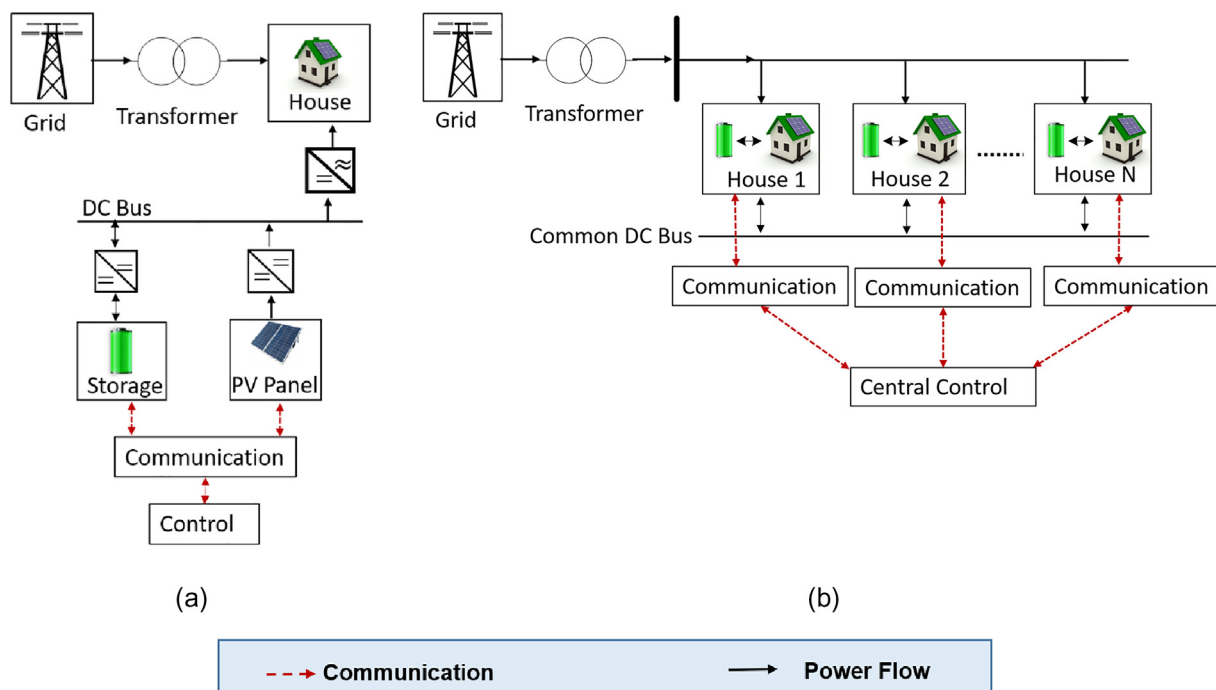 Grid
Transformer
House
DC Bus
Storage
PV Panel
Communication
Control
(a)
Grid
Transformer
House 1
House 2
House N
Common DC Bus
Communication
Communication
Communication
Central Control
(b)
Communication
Power Flow